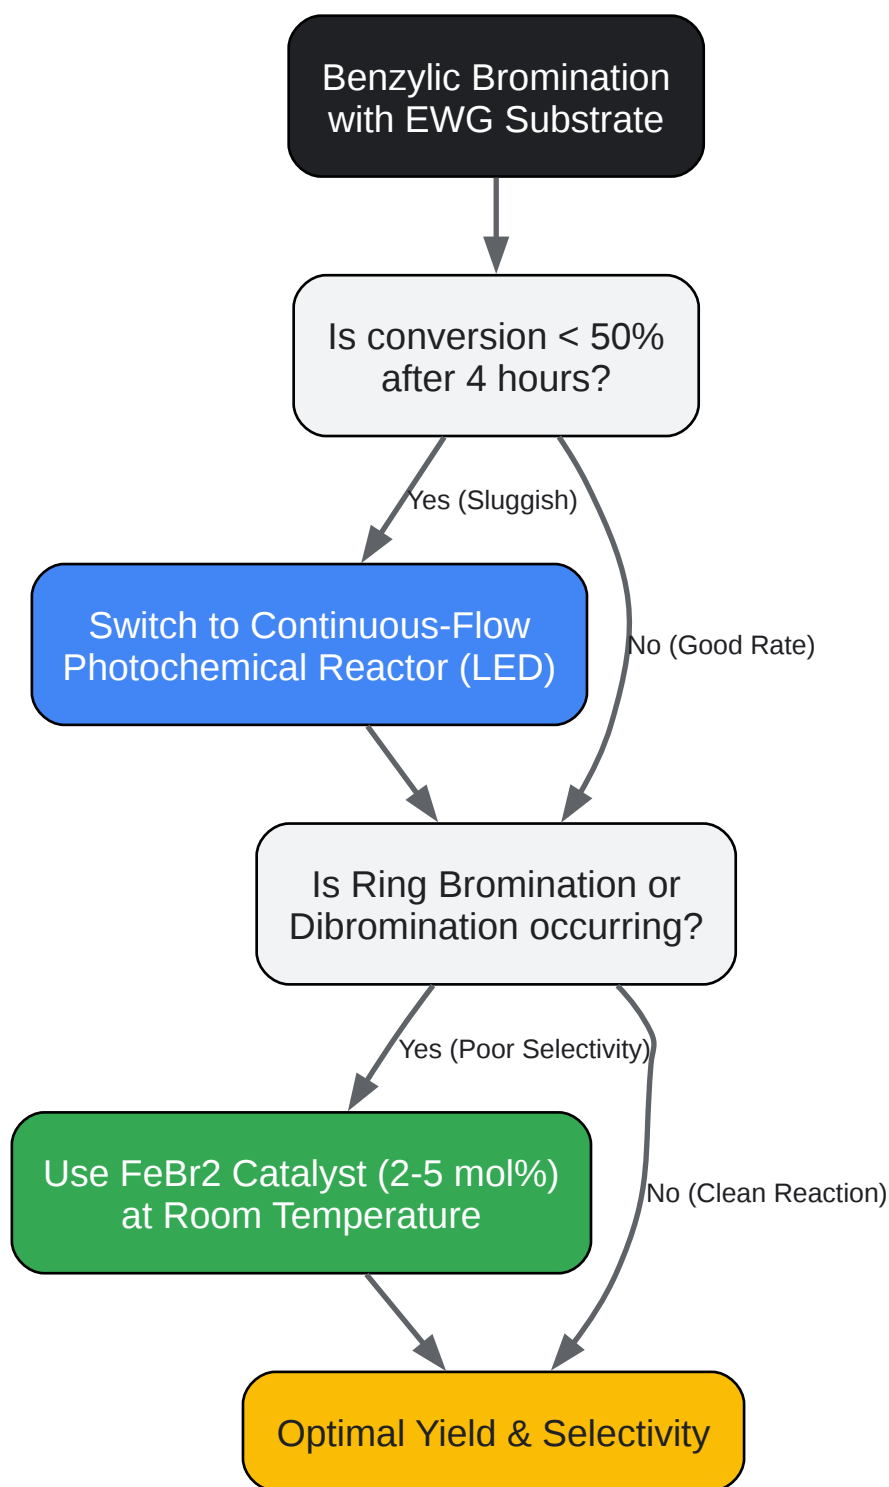 Benzylic Bromination
with EWG Substrate
Is conversion < 50%
after 4 hours?
Yes (Sluggish)
Switch to Continuous-Flow
Photochemical Reactor (LED)
No (Good Rate)
Is Ring Bromination or
Dibromination occurring?
Yes (Poor Selectivity)
Use FeBr2 Catalyst (2-5 mol%)
at Room Temperature
No (Clean Reaction)
Optimal Yield & Selectivity